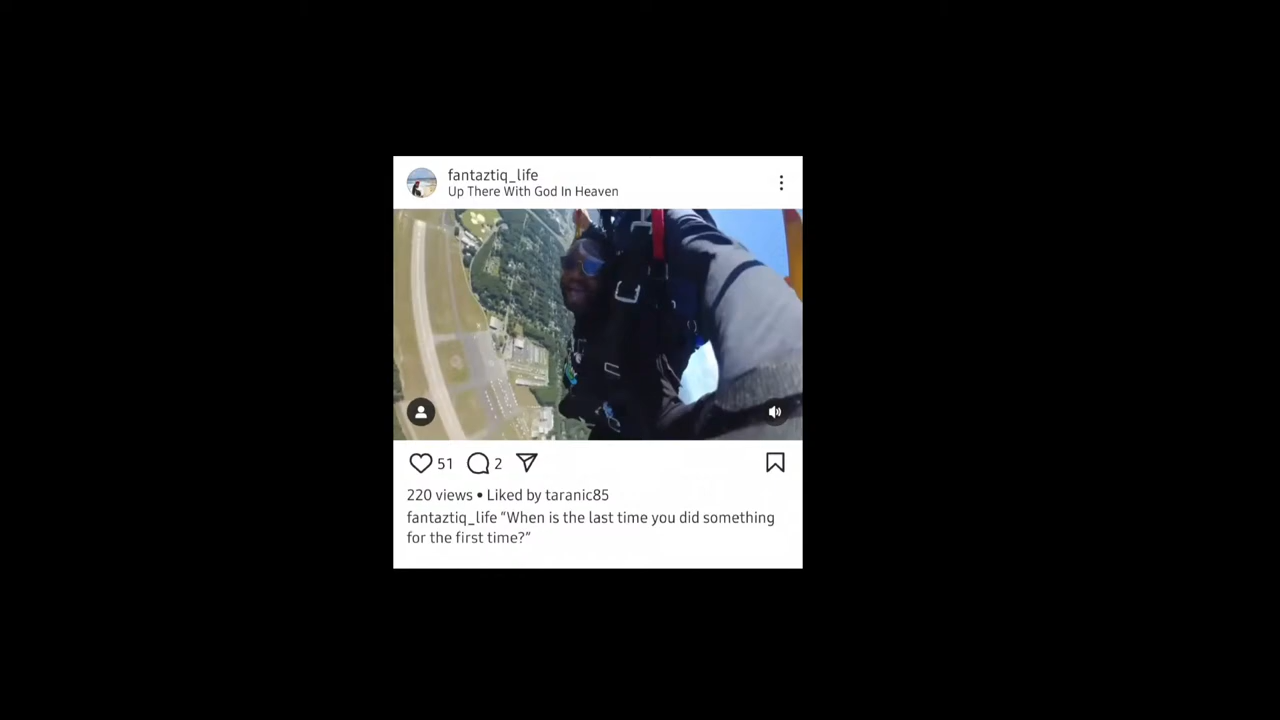 fantaztiq_life
Up There With God In Heaven
51
2
220 views • Liked by taranic85
fantaztiq_life “When is the last time you did something
for the first time?”